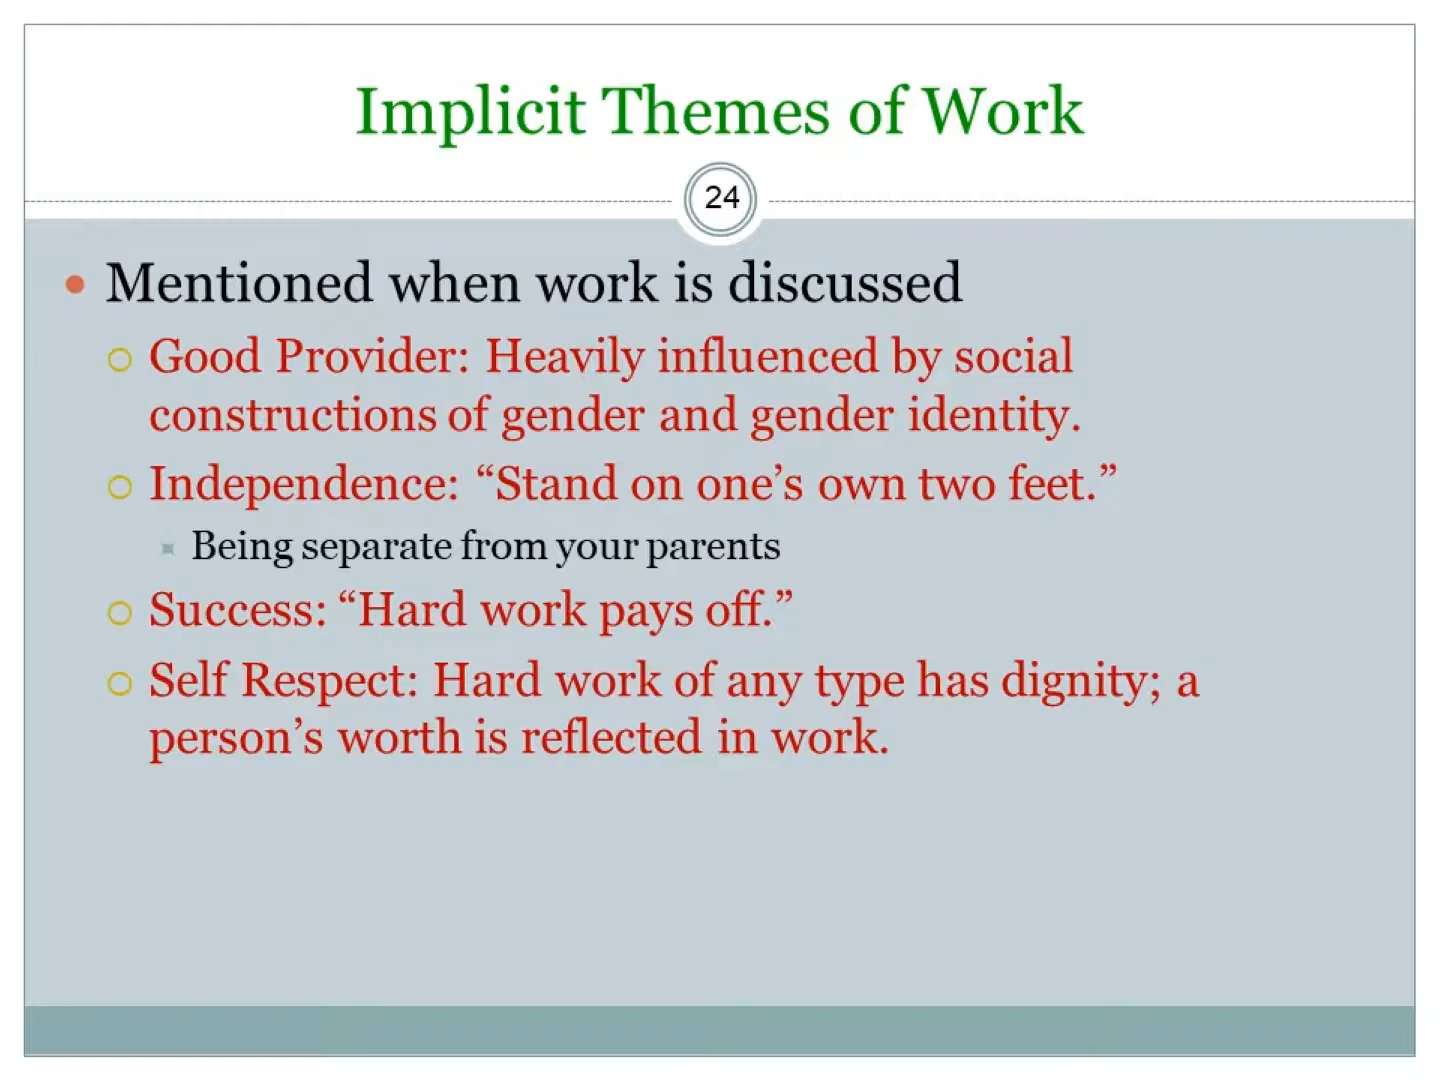 Implicit Themes of Work
24
Mentioned when work is discussed
Good Provider: Heavily influenced by social
constructions of gender and gender identity.
Independence: “Stand on one’s own two feet.”
Being separate from your parents
Success: “Hard work pays off.”
Self Respect: Hard work of any type has dignity; a
person’s worth is reflected in work.